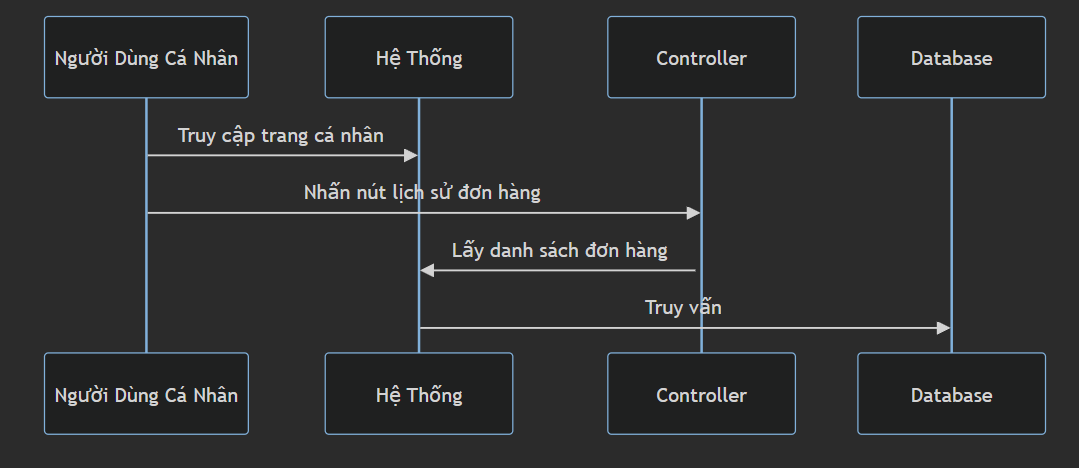 Người Dùng Cá Nhân
Hệ Thống
Controller
Database
Truy cập trang cá nhân
Nhấn nút lịch sử đơn hàng
Lấy danh sách đơn hàng
Truy vấn
Người Dùng Cá Nhân
Hệ Thống
Controller
Database